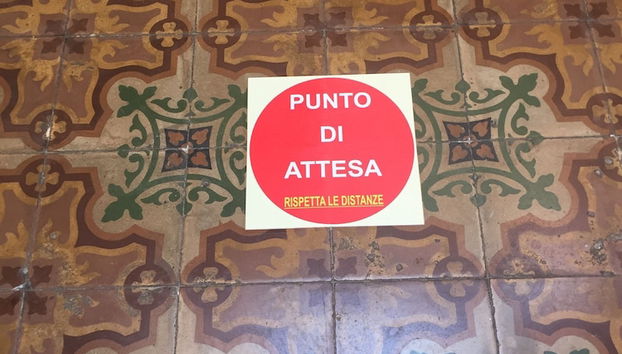 PUNTO
DI
ATTESA
RISPETTA LE DISTANZE